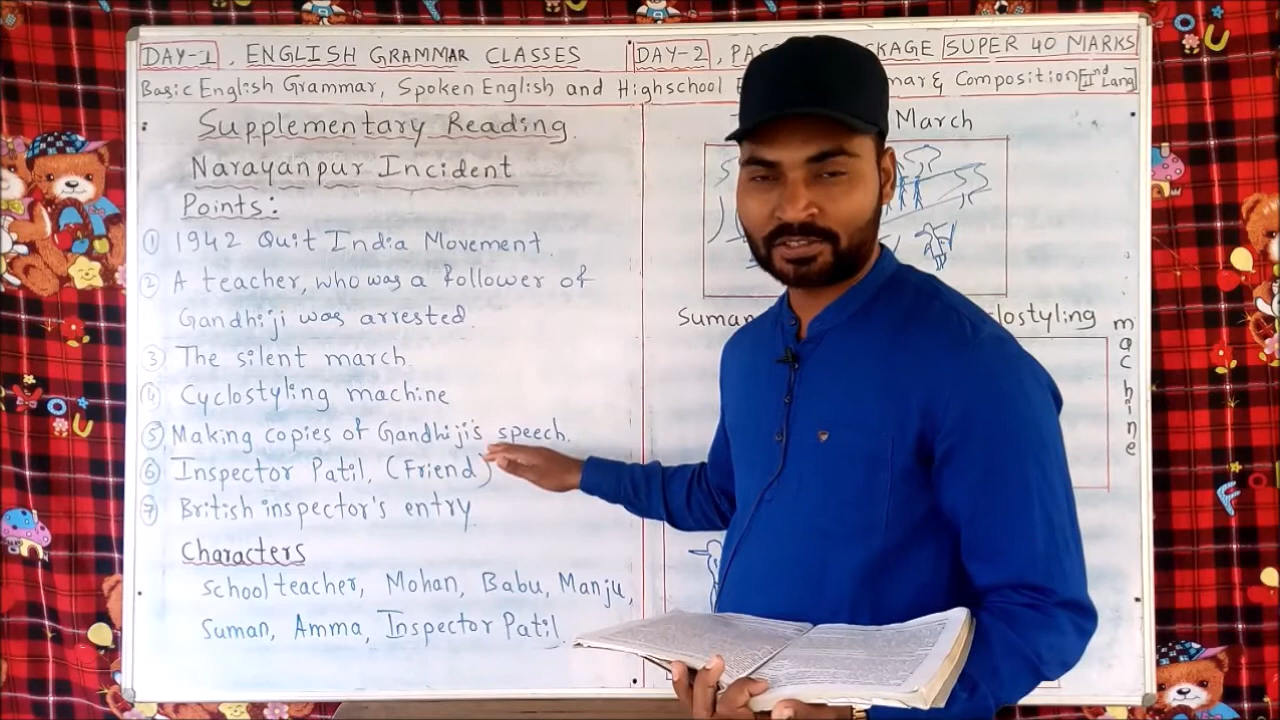 DAY-1, ENGLISH GRAMMAR CLASSES
DAY-2, PAS CKAGE SUPER 40 MARKS
Basic English Grammar, Spoken English and Highschool mar & Composition [IInd Lang]
Supplementary Reading
Narayanpur Incident
Points:
① 1942 Quit India Movement.
② A teacher, who was a follower of
Gandhiji was arrested.
③ The silent march.
④ Cyclostyling machine
⑤ Making copies of Gandhiji's speech.
⑥ Inspector Patil, (Friend)
⑦ British inspector's entry.
Characters
School teacher, Mohan, Babu, Manju,
Suman, Amma, Inspector Patil.
March
Suman clostyling machine